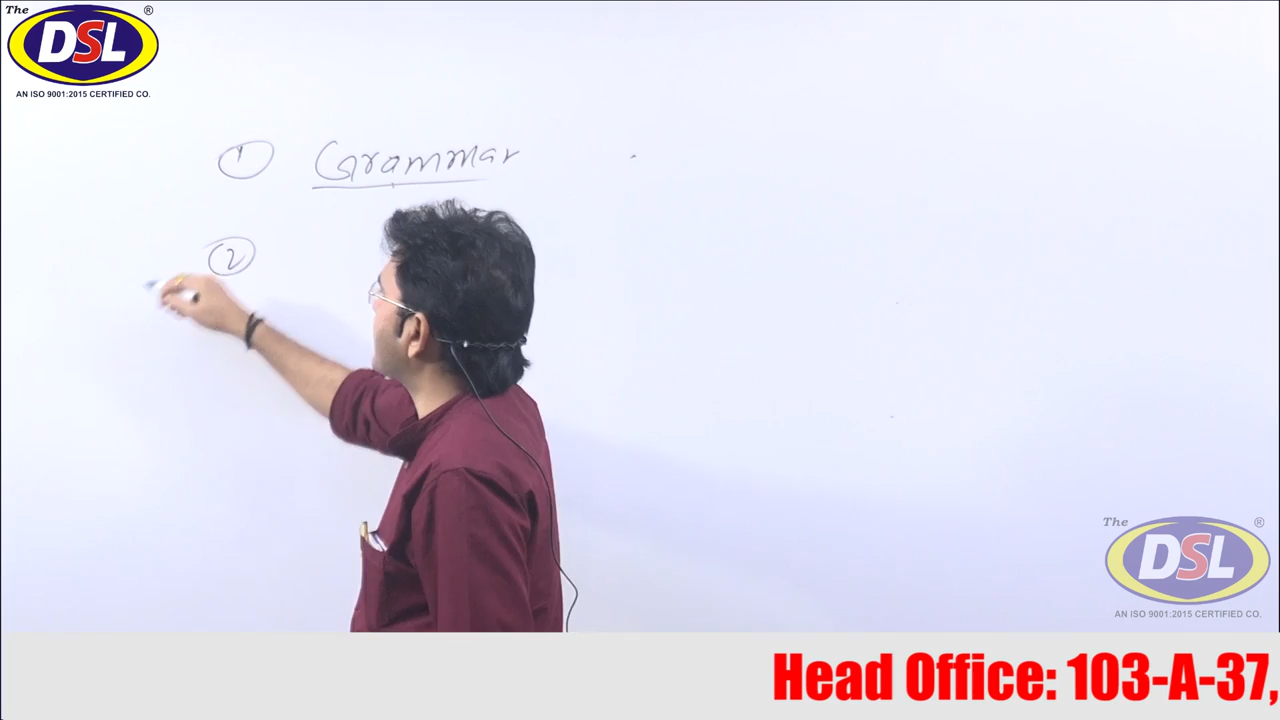 The
®
DSL
AN ISO 9001:2015 CERTIFIED CO.
1 Grammar
2
The
®
DSL
AN ISO 9001:2015 CERTIFIED CO.
Head Office: 103-A-37,